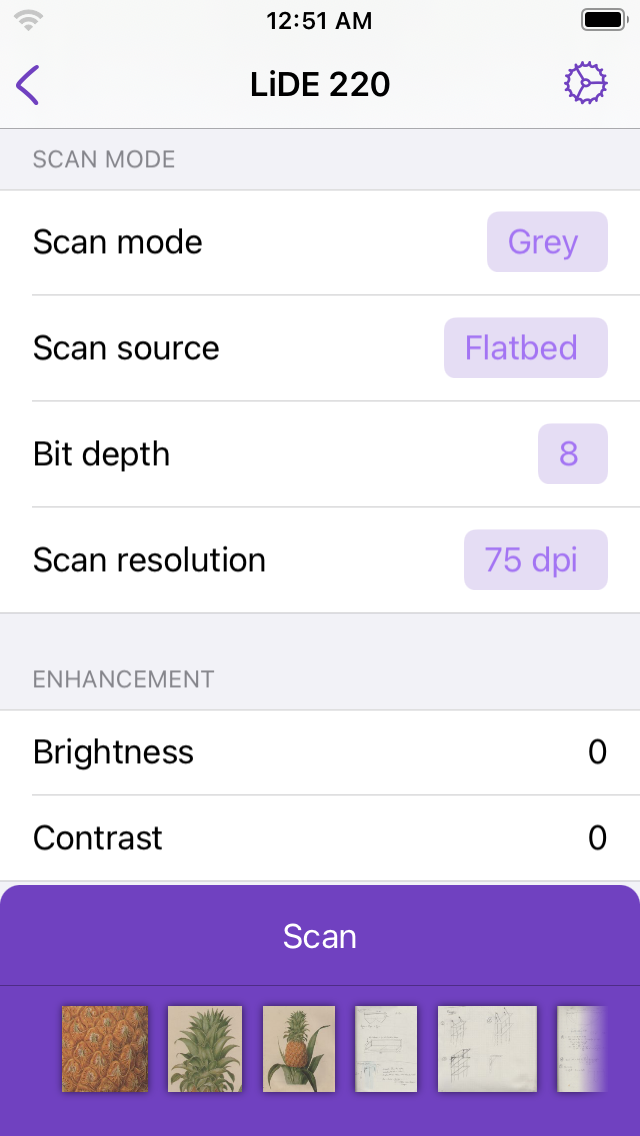 12:51 AM
LiDE 220
SCAN MODE
Scan mode
Grey
Scan source
Flatbed
Bit depth
8
Scan resolution
75 dpi
ENHANCEMENT
Brightness
0
Contrast
0
Scan